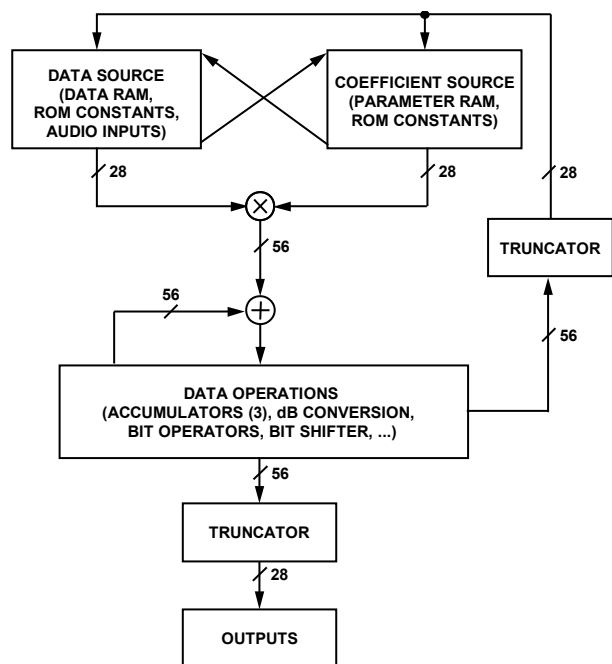 DATA SOURCE
(DATA RAM,
ROM CONSTANTS,
AUDIO INPUTS)
COEFFICIENT SOURCE
(PARAMETER RAM,
ROM CONSTANTS)
28
28
28
56
TRUNCATOR
56
56
DATA OPERATIONS
(ACCUMULATORS (3), dB CONVERSION,
BIT OPERATORS, BIT SHIFTER, ...)
56
TRUNCATOR
28
OUTPUTS